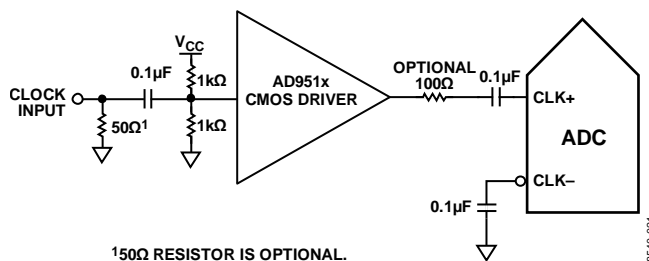 VCC
0.1µF
1kΩ
CLOCK INPUT
50Ω1
1kΩ
AD951x
CMOS DRIVER
OPTIONAL
100Ω
0.1µF
CLK+
ADC
CLK–
0.1µF
150Ω RESISTOR IS OPTIONAL.